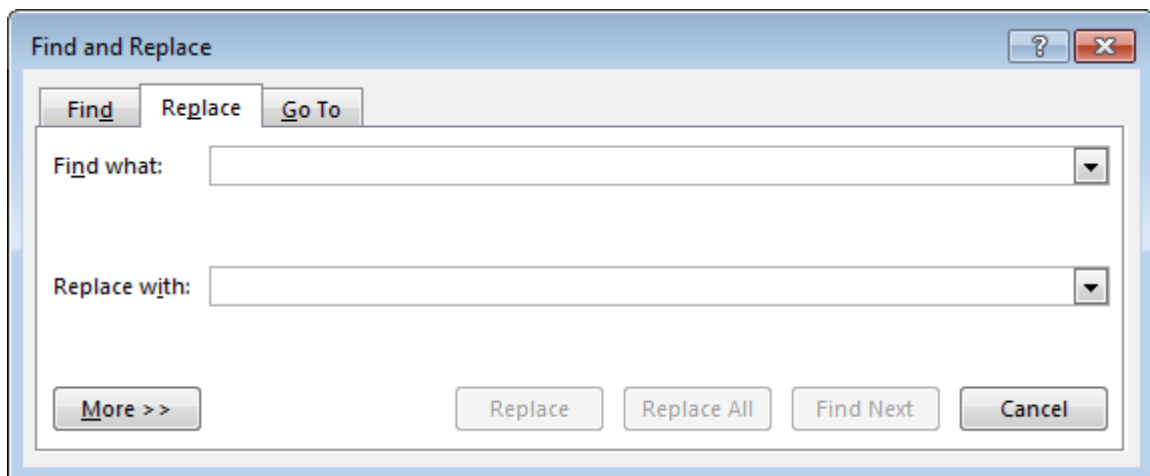 Find and Replace
Find Replace Go To
Find what:
Replace with:
More >> Replace Replace All Find Next Cancel